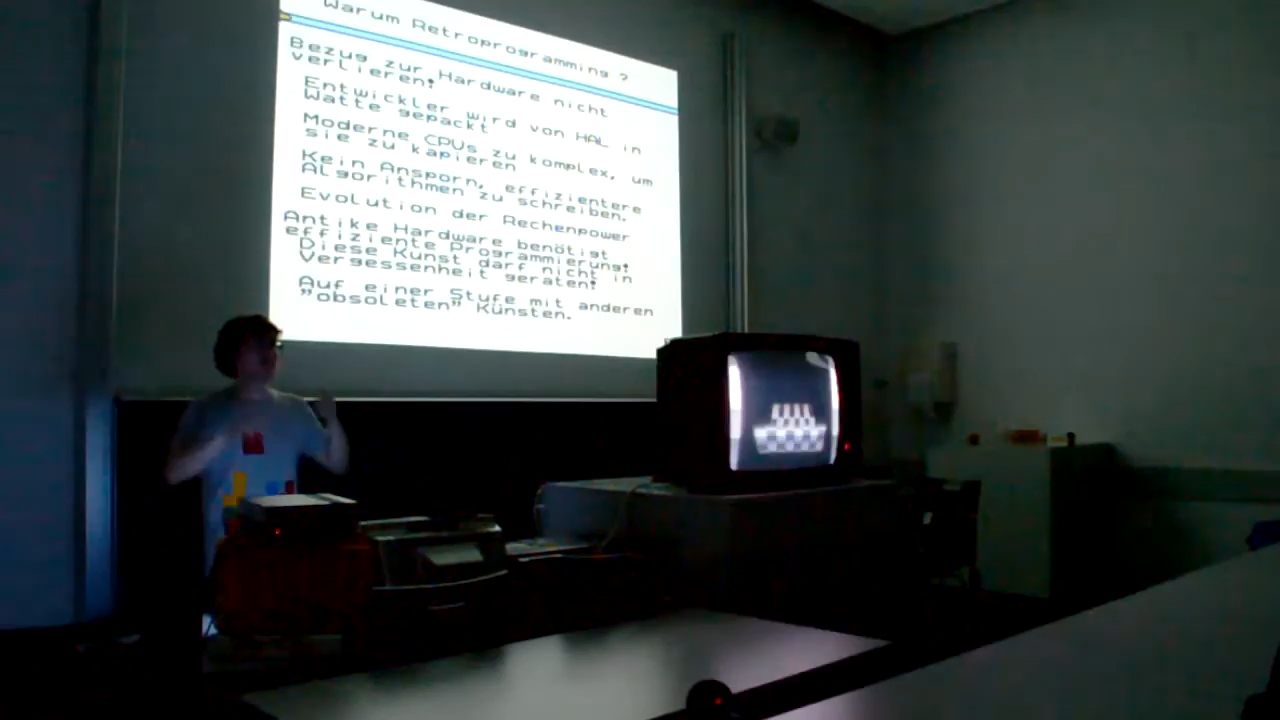 Warum Retroprogramming ?
Bezug zur Hardware nicht
verlieren!
Entwickler wird von HAL in
Watte gepackt
Moderne CPUs zu komplex, um
sie zu kapieren
Kein Ansporn, effizientere
Algorithmen zu schreiben.
Evolution der Rechenpower
Antike Hardware benötigt
effiziente Programmierung!
Diese Kunst darf nicht in
Vergessenheit geraten!
Auf einer Stufe mit anderen
"obsoleten" Künsten.